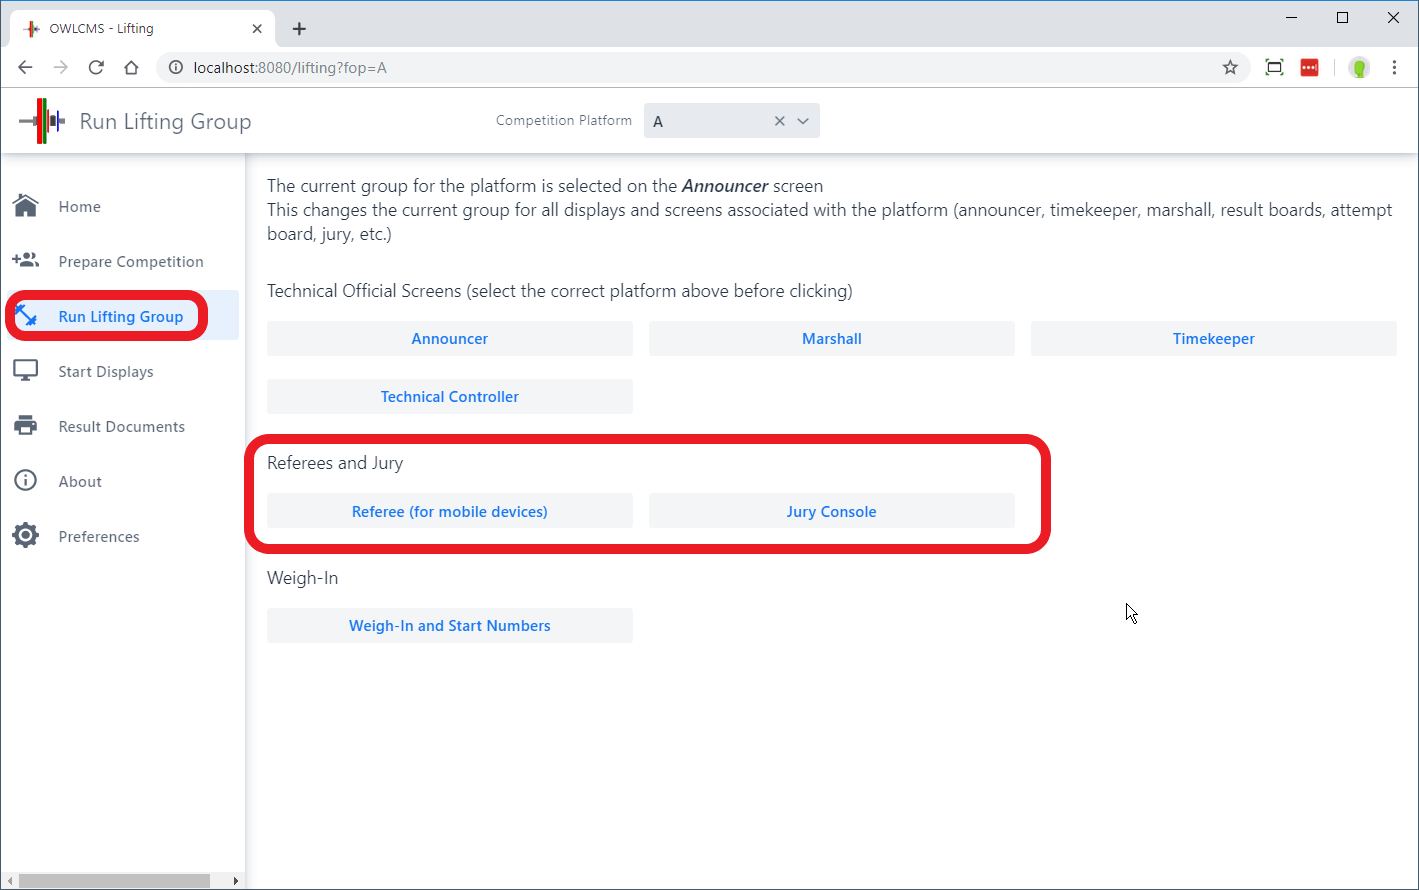 OWLCMS - Lifting
localhost:8080/lifting?fop=A
Run Lifting Group
Competition Platform
A
Home
Prepare Competition
Run Lifting Group
Start Displays
Result Documents
About
Preferences
The current group for the platform is selected on the Announcer screen
This changes the current group for all displays and screens associated with the platform (announcer, timekeeper, marshall, result boards, attempt
board, jury, etc.)
Technical Official Screens (select the correct platform above before clicking)
Announcer
Marshall
Timekeeper
Technical Controller
Referees and Jury
Referee (for mobile devices)
Jury Console
Weigh-In
Weigh-In and Start Numbers